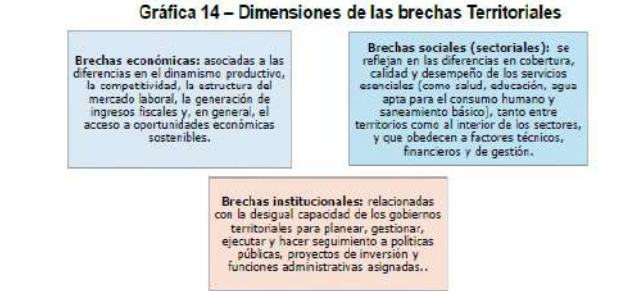 Gráfica 14 – Dimensiones de las brechas Territoriales
Brechas económicas: asociadas a las
diferencias en el dinamismo productivo,
la competitividad, la estructura del
mercado laboral, la generación de
ingresos fiscales y, en general, el
acceso a oportunidades económicas
sostenibles.
Brechas sociales (sectoriales): se
reflejan en las diferencias en cobertura,
calidad y desempeño de los servicios
esenciales (como salud, educación, agua
apta para el consumo humano y
saneamiento básico), tanto entre
territorios como al interior de los sectores,
y que obedecen a factores técnicos,
financieros y de gestión.
Brechas institucionales: relacionadas
con la desigual capacidad de los gobiernos
territoriales para planear, gestionar,
ejecutar y hacer seguimiento a políticas
públicas, proyectos de inversión y
funciones administrativas asignadas..